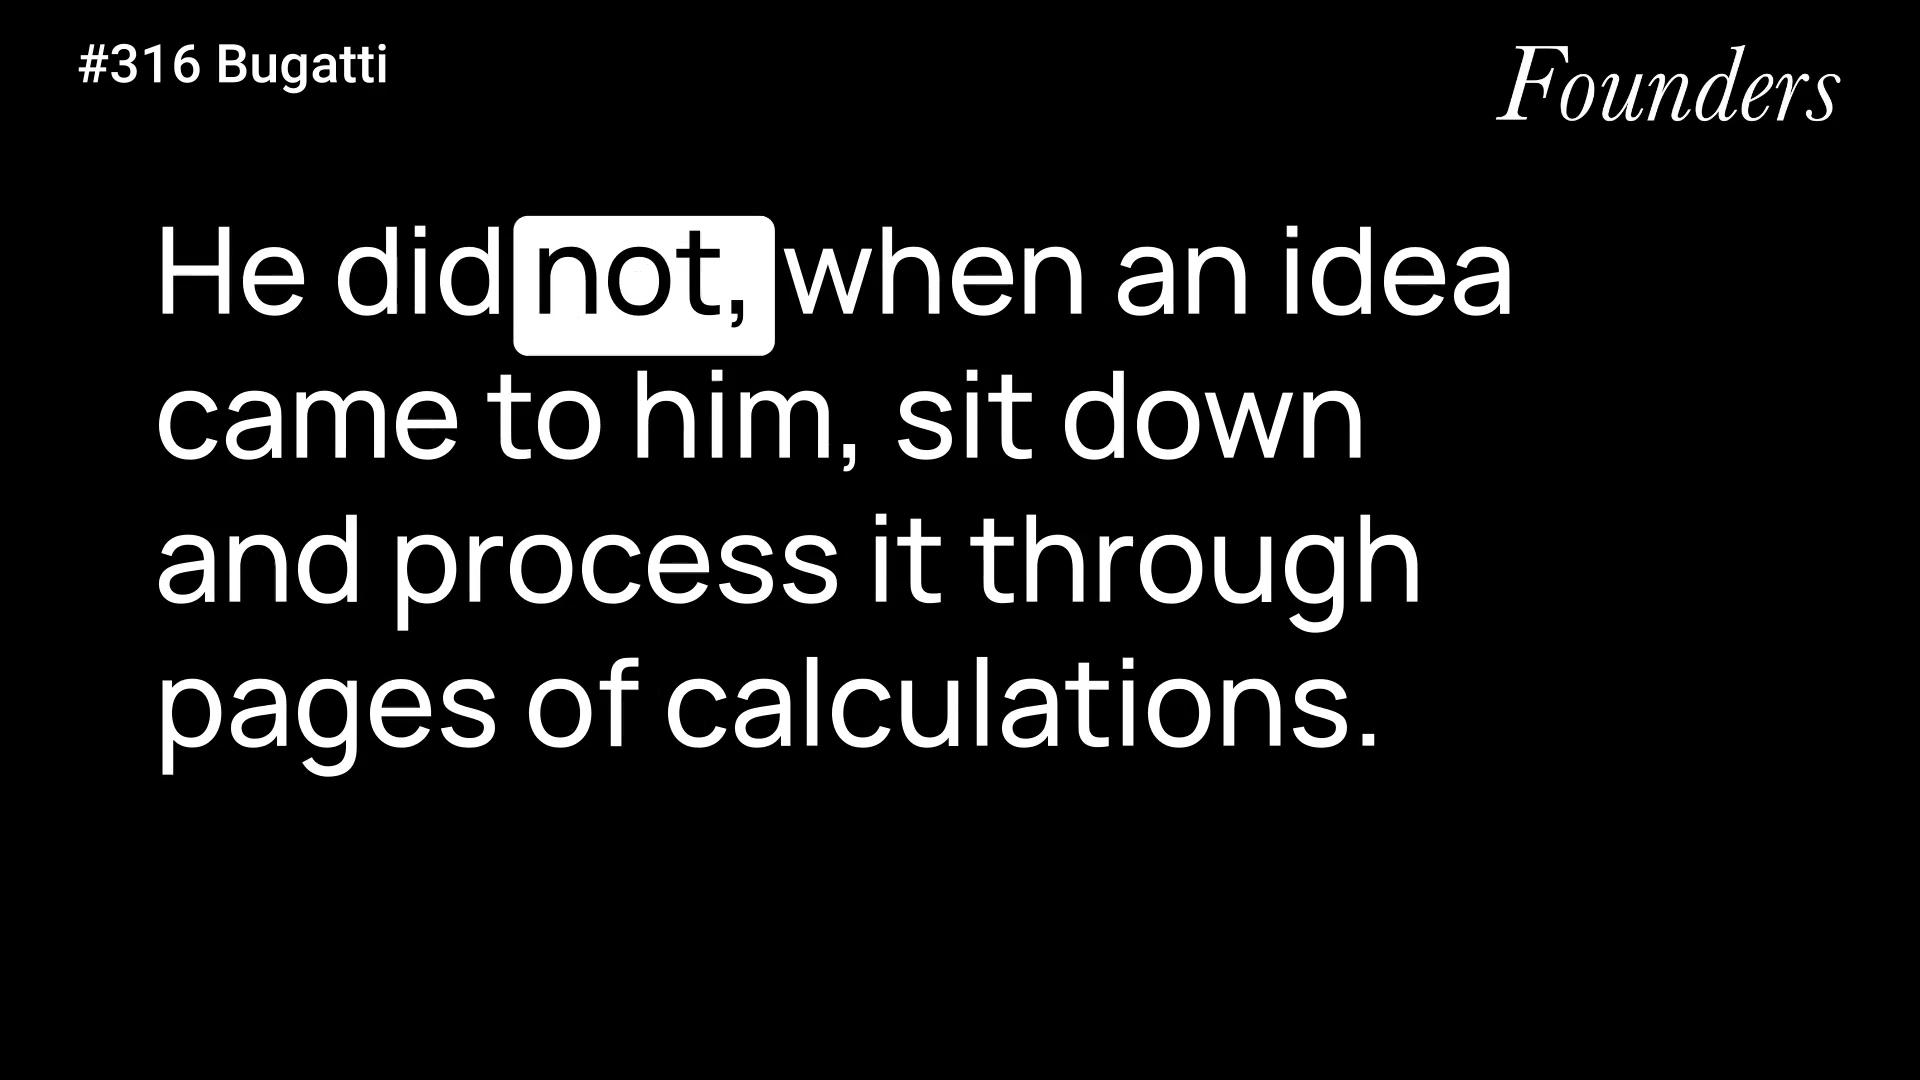 #316 Bugatti
Founders
He did not, when an idea
came to him, sit down
and process it through
pages of calculations.